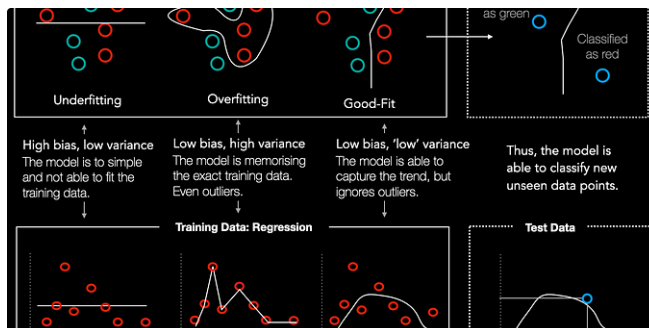 as green
Classified
as red
Underfitting
Overfitting
Good-Fit
High bias, low variance
The model is to simple
and not able to fit the
training data.
Low bias, high variance
The model is memorising
the exact training data.
Even outliers.
Low bias, 'low' variance
The model is able to
capture the trend, but
ignores outliers.
Thus, the model is
able to classify new
unseen data points.
Training Data: Regression
Test Data